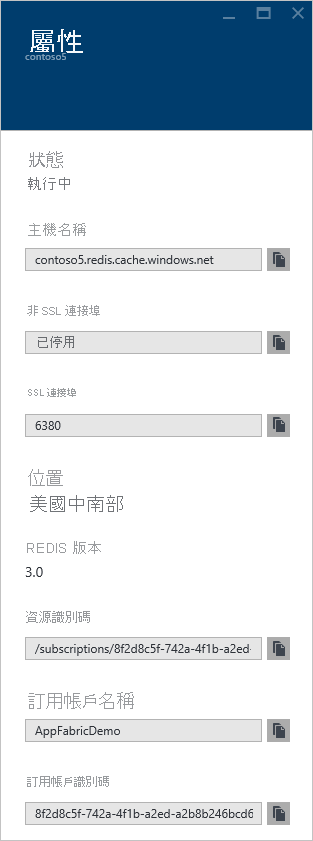 屬性
contoso5
狀態
執行中
主機名稱
contoso5.redis.cache.windows.net
非 SSL 連接埠
已停用
SSL 連接埠
6380
位置
美國中南部
REDIS 版本
3.0
資源識別碼
/subscriptions/8f2d8c5f-742a-4f1b-a2ed-
訂用帳戶名稱
AppFabricDemo
訂用帳戶識別碼
8f2d8c5f-742a-4f1b-a2ed-a2b8b246bcd6